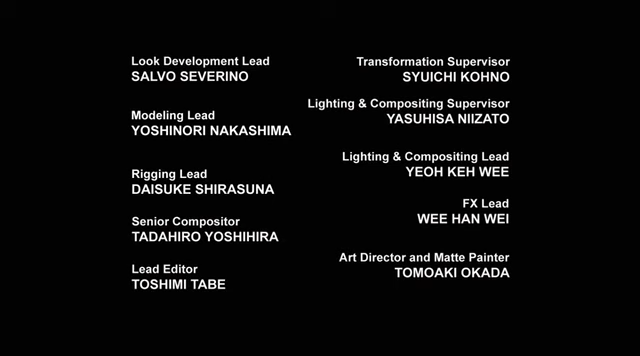 Look Development Lead
SALVO SEVERINO
Modeling Lead
YOSHINORI NAKASHIMA
Rigging Lead
DAISUKE SHIRASUNA
Senior Compositor
TADAHIRO YOSHIHIRA
Lead Editor
TOSHIMI TABE
Transformation Supervisor
SYUICHI KOHNO
Lighting & Compositing Supervisor
YASUHISA NIIZATO
Lighting & Compositing Lead
YEOH KEH WEE
FX Lead
WEE HAN WEI
Art Director and Matte Painter
TOMOAKI OKADA